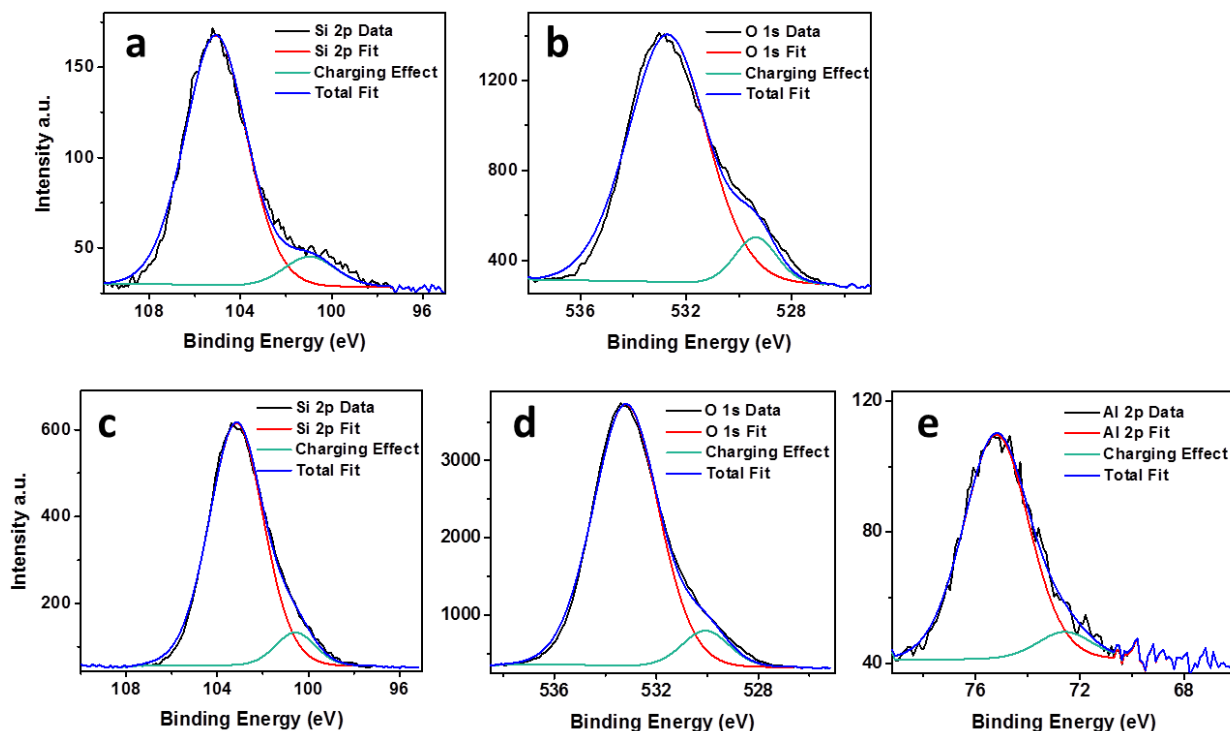 a
Si 2p Data
Si 2p Fit
Charging Effect
Total Fit
150
100
50
108
104
100
96
Intensity a.u.
Binding Energy (eV)
b
O 1s Data
O 1s Fit
Charging Effect
Total Fit
1200
800
400
536
532
528
Binding Energy (eV)
c
Si 2p Data
Si 2p Fit
Charging Effect
Total Fit
600
400
200
108
104
100
96
Intensity a.u.
Binding Energy (eV)
d
O 1s Data
O 1s Fit
Charging Effect
Total Fit
3000
2000
1000
536
532
528
Binding Energy (eV)
e
Al 2p Data
Al 2p Fit
Charging Effect
Total Fit
120
80
40
76
72
68
Binding Energy (eV)